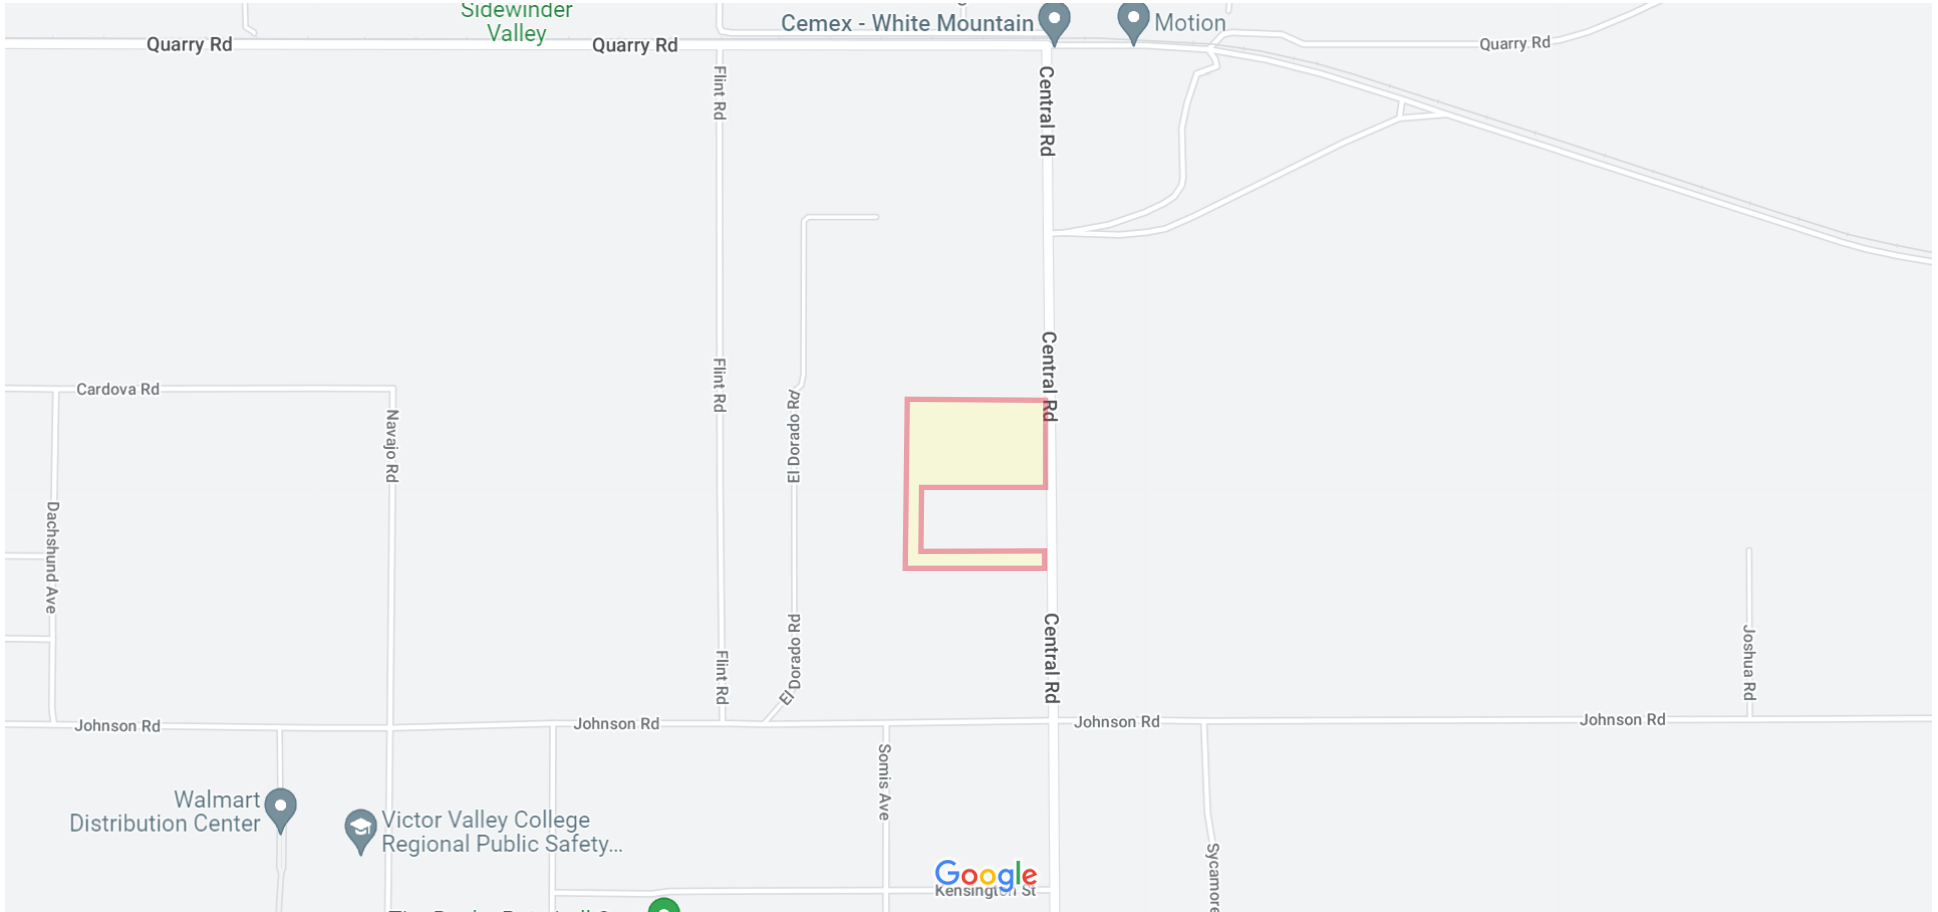 Sidewinder
Valley
Cemex - White Mountain
Motion
Quarry Rd
Quarry Rd
Quarry Rd
Flint Rd
Central Rd
Central Rd
Flint Rd
Cardova Rd
Navajo Rd
El Dorado Rd
Dachshund Ave
El Dorado Rd
Flint Rd
Central Rd
Joshua Rd
Johnson Rd
Johnson Rd
Johnson Rd
Johnson Rd
Somis Ave
Walmart
Distribution Center
Victor Valley College
Regional Public Safety...
Sycamore
Google
Kensington St